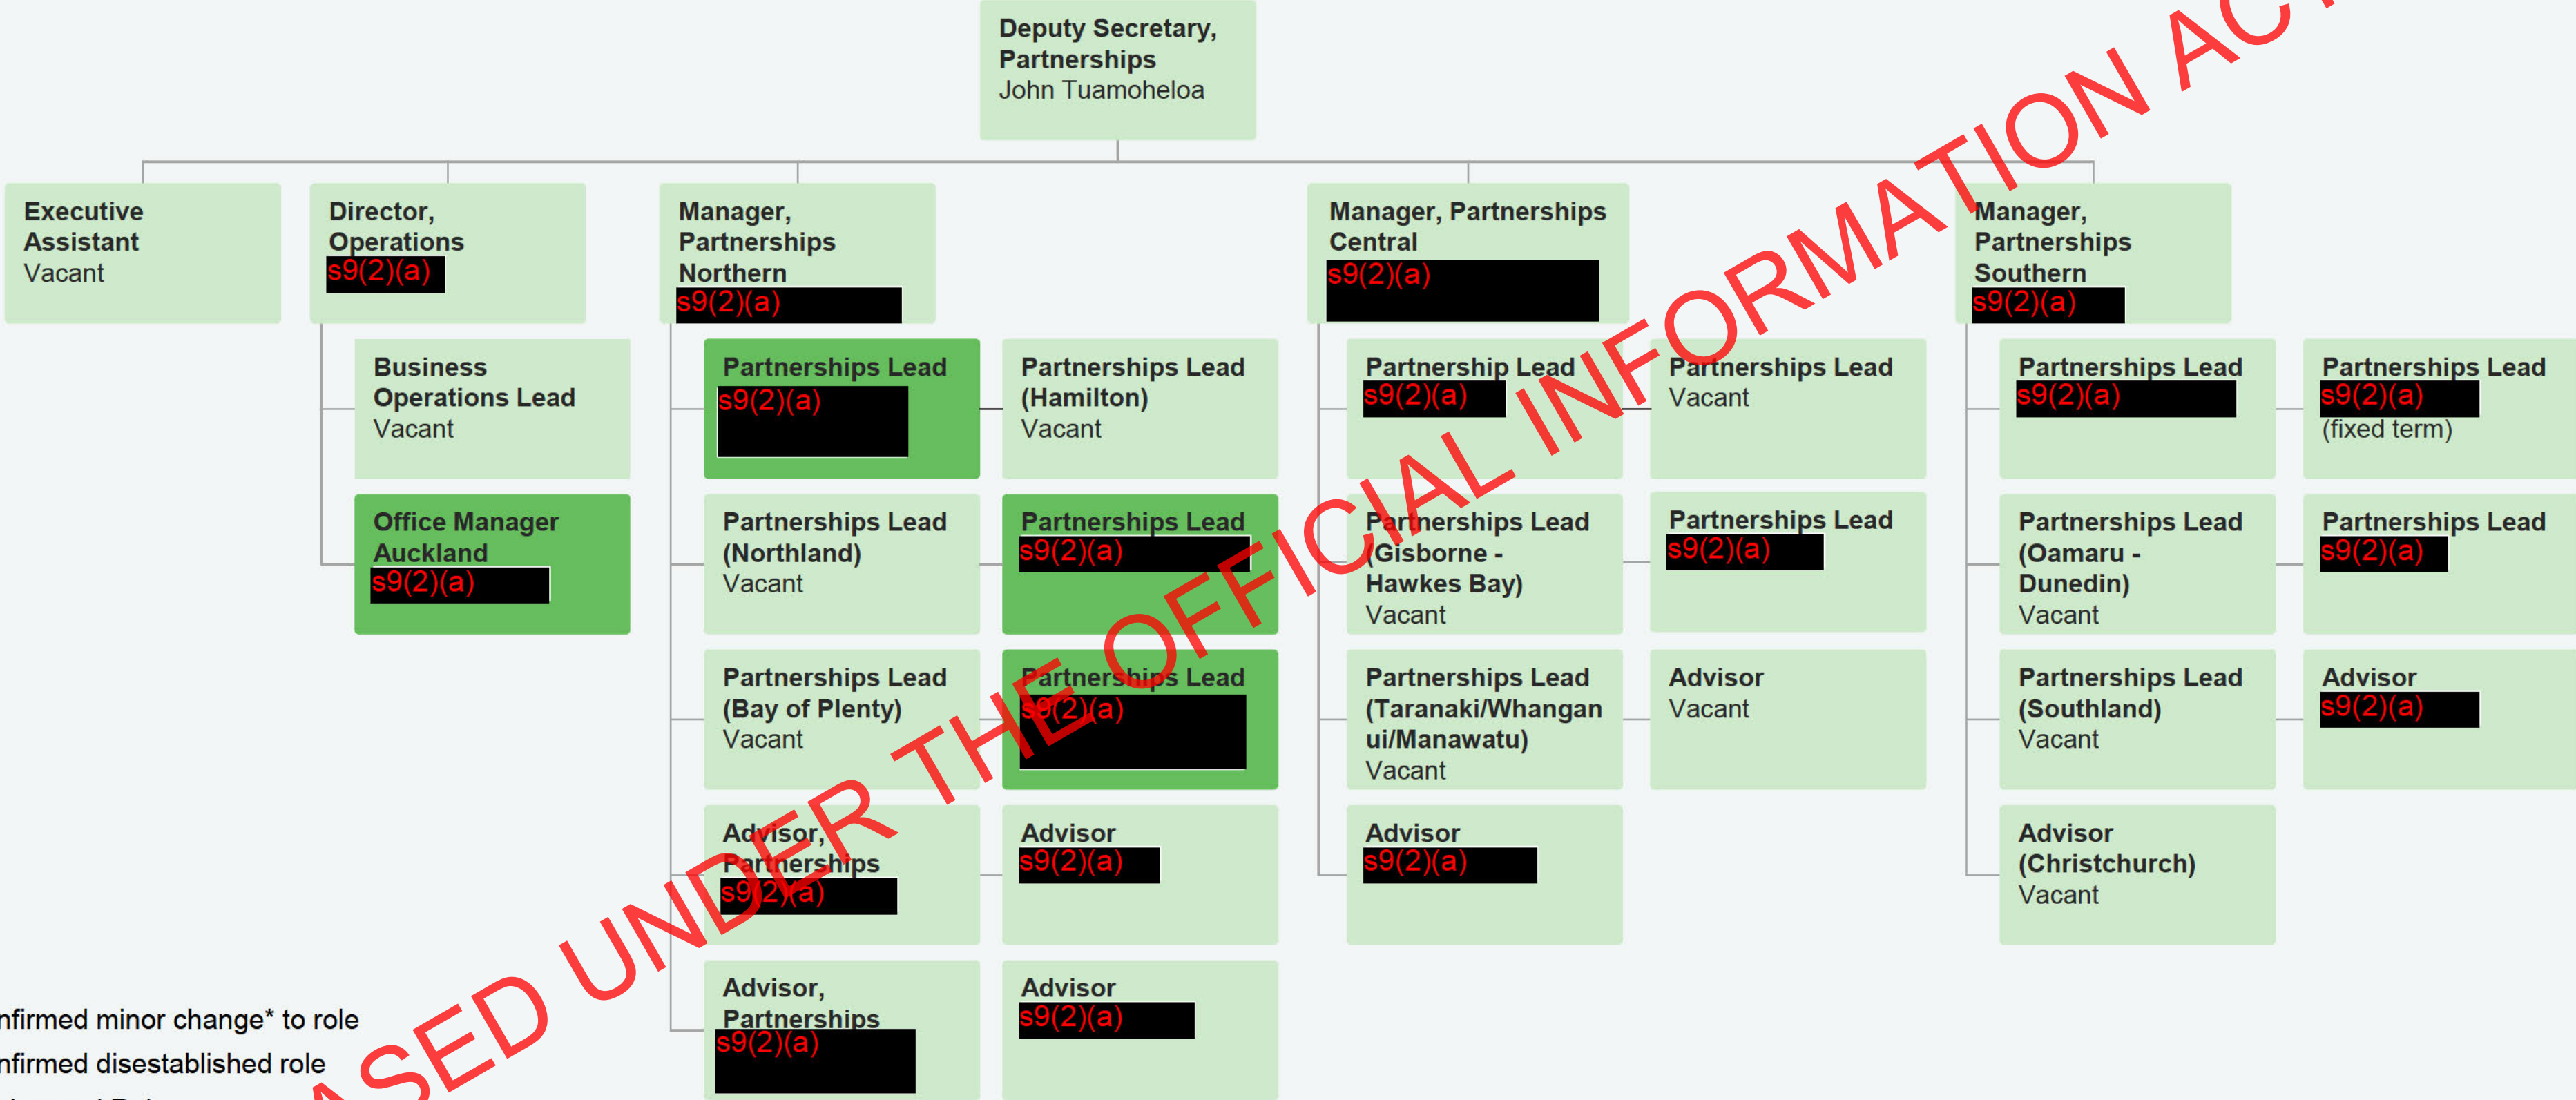 Deputy Secretary,
Partnerships
John Tuamoheloa
Executive
Assistant
Vacant
Director,
Operations
s9(2)(a)
Business
Operations Lead
Vacant
Office Manager
Auckland
s9(2)(a)
Manager,
Partnerships
Northern
s9(2)(a)
Partnerships Lead
s9(2)(a)
Partnerships Lead
(Hamilton)
Vacant
Partnerships Lead
(Northland)
Vacant
Partnerships Lead
s9(2)(a)
Partnerships Lead
(Bay of Plenty)
Vacant
Partnerships Lead
s9(2)(a)
Advisor,
Partnerships
s9(2)(a)
Advisor
s9(2)(a)
Advisor,
Partnerships
s9(2)(a)
Advisor
s9(2)(a)
Manager, Partnerships
Central
s9(2)(a)
Partnership Lead
s9(2)(a)
Partnerships Lead
Vacant
Partnerships Lead
(Gisborne -
Hawkes Bay)
Vacant
Partnerships Lead
s9(2)(a)
Partnerships Lead
(Taranaki/Whangan
ui/Manawatu)
Vacant
Advisor
Vacant
Advisor
s9(2)(a)
Manager,
Partnerships
Southern
s9(2)(a)
Partnerships Lead
s9(2)(a)
Partnerships Lead
s9(2)(a)
(fixed term)
Partnerships Lead
(Oamaru -
Dunedin)
Vacant
Partnerships Lead
s9(2)(a)
Partnerships Lead
(Southland)
Vacant
Advisor
s9(2)(a)
Advisor
(Christchurch)
Vacant
nfirmed minor change* to role
nfirmed disestablished role
ASED UNDER THE OFFICIAL INFORMATION AC